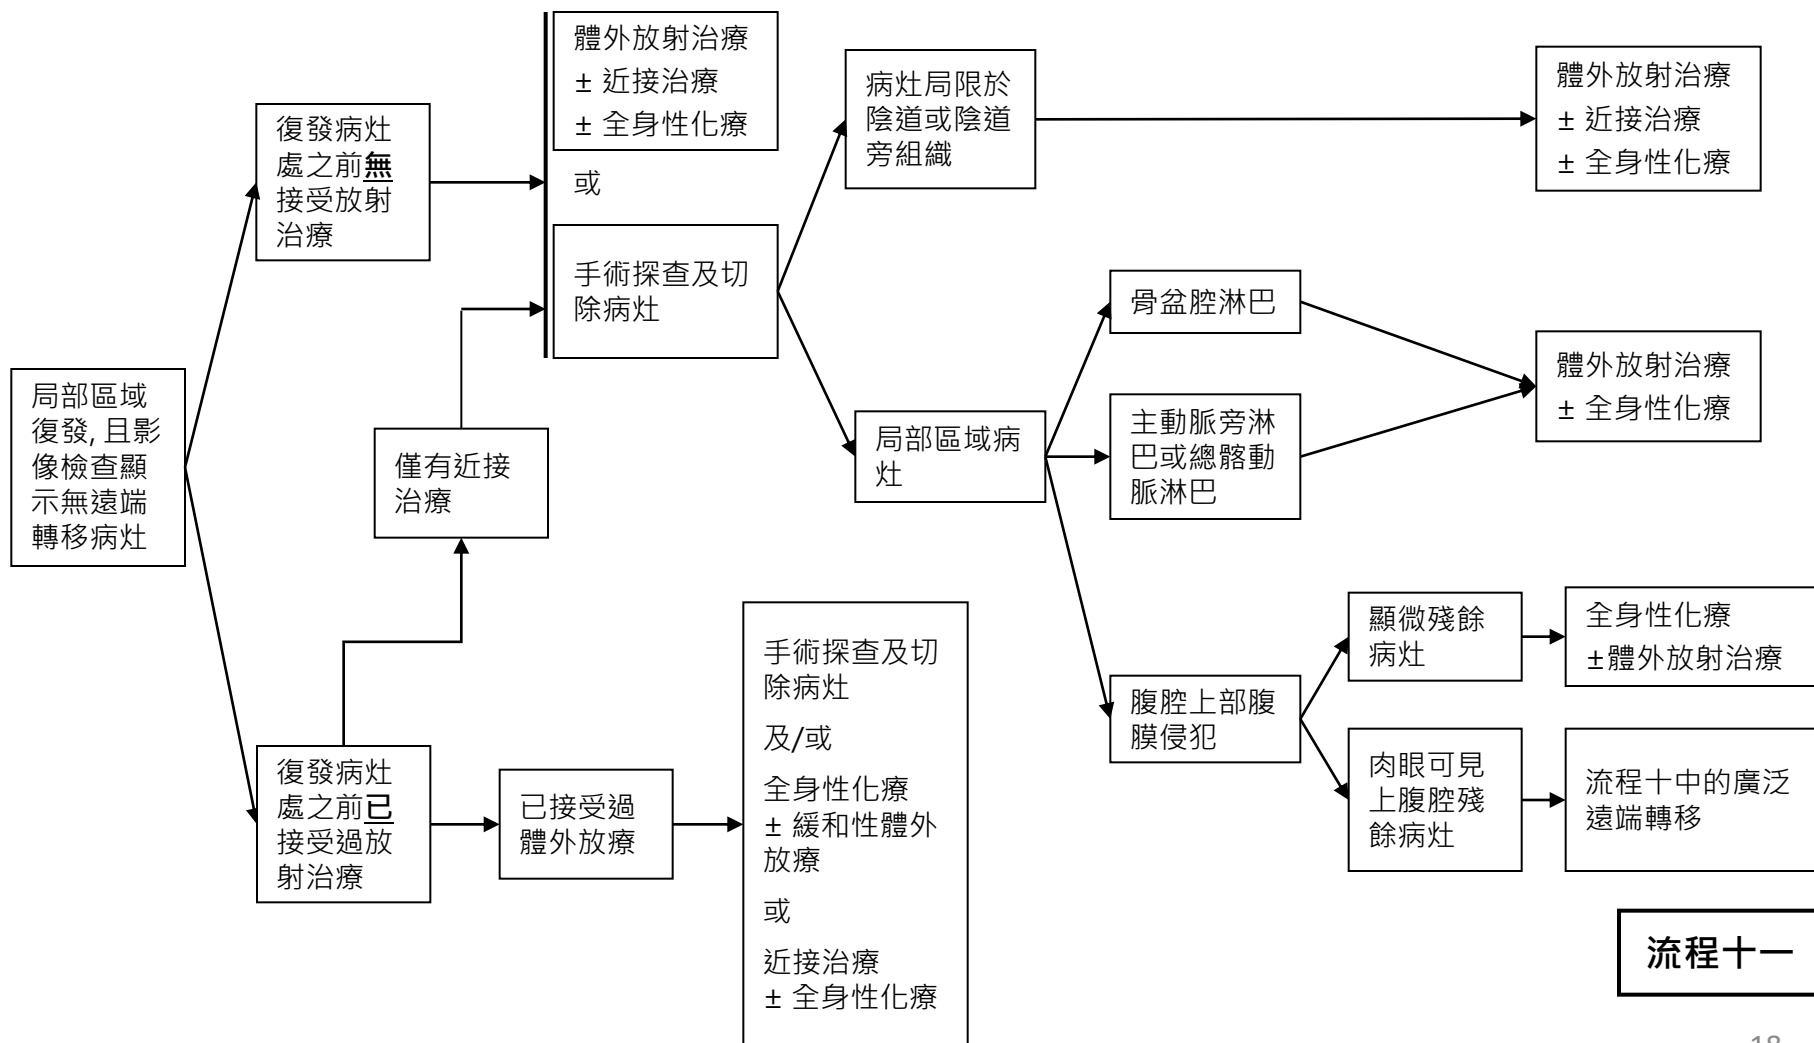 體外放射治療
± 近接治療
± 全身性化療
或
手術探查及切
除病灶
病灶局限於
陰道或陰道
旁組織
體外放射治療
± 近接治療
± 全身性化療
復發病灶
處之前無
接受放射
治療
骨盆腔淋巴
主動脈旁淋
巴或總髂動
脈淋巴
體外放射治療
± 全身性化療
局部區域
復發, 且影
像檢查顯
示無遠端
轉移病灶
僅有近接
治療
局部區域病
灶
復發病灶
處之前已
接受過放
射治療
已接受過
體外放療
手術探查及切
除病灶
及/或
全身性化療
± 緩和性體外
放療
或
近接治療
± 全身性化療
腹腔上部腹
膜侵犯
顯微殘餘
病灶
全身性化療
±體外放射治療
肉眼可見
上腹腔殘
餘病灶
流程十中的廣泛
遠端轉移
流程十一
18